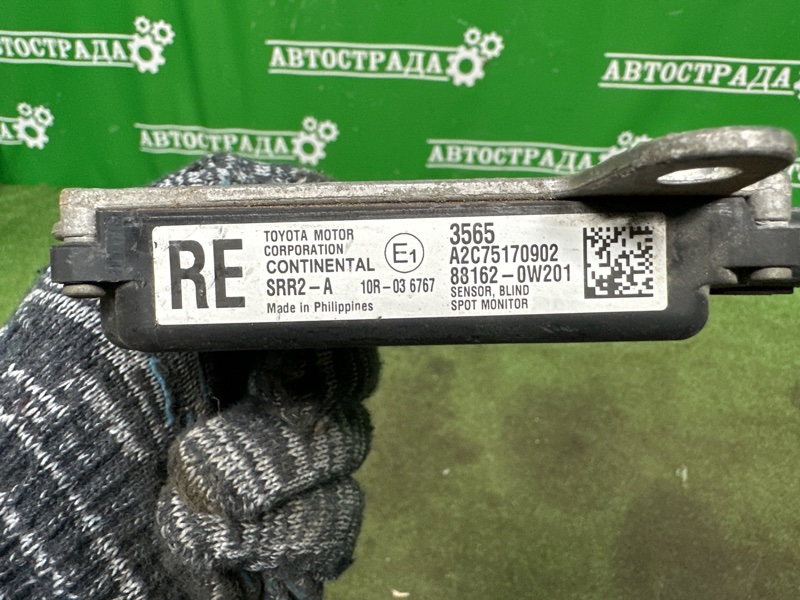 АВТОСТРАДА
АВТОСТРАДА
АВТОСТРАДА
АВТОСТРАДА
АВТОСТРАДА
RE
TOYOTA MOTOR
CORPORATION
CONTINENTAL
SRR2-A
10R-03 6767
Made in Philippines
E1
3565
A2C75170902
88162-0W201
SENSOR, BLIND
SPOT MONITOR